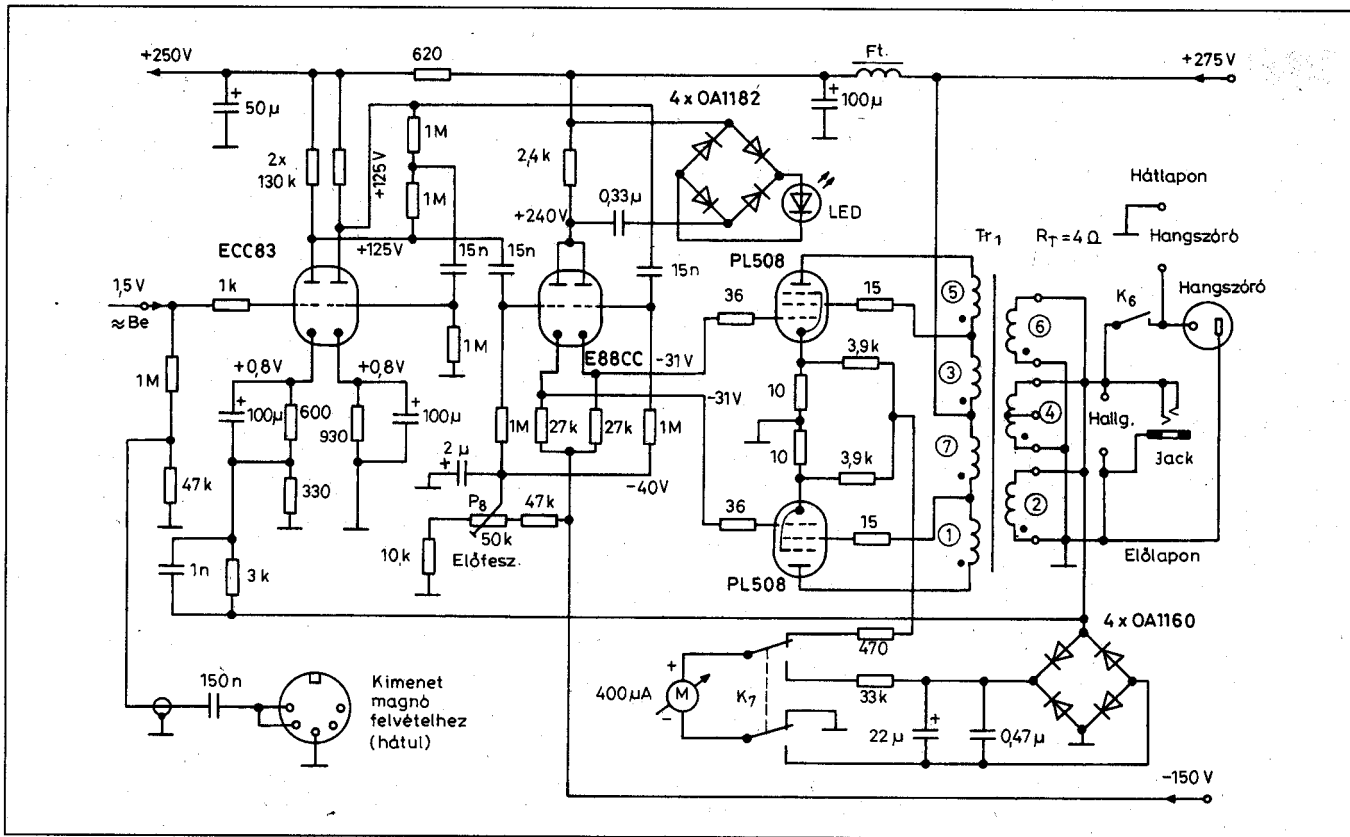 +250V
620
Ft.
+275V
50µ
+
4 x OA1182
100µ
+
2x
130k
+125V
1M
1M
2,4k
0,33µ
LED
Hátlapon
Hangszóró
+240V
+125V
Tr1
RT=4Ω
ECC83
15n
15n
15n
PL508
K6
Hangszóró
1,5V
≈Be
1k
36
15
5
6
1M
E88CC
-31V
3,9k
3
+0,8V
+0,8V
1M
-31V
10
4
Hallg.
100µ
+
600
930
+
100µ
1M
27k
27k
1M
Jack
10
3,9k
7
47k
330
+
2µ
-40V
36
15
2
P8
47k
50k
1
10k
Előfesz.
PL508
Előlapon
1n
3k
4 x OA1160
470
150n
Kimenet
magnó
felvételhez
(hátul)
+
400µA
M
-
K7
33k
22µ
+
0,47µ
-150V